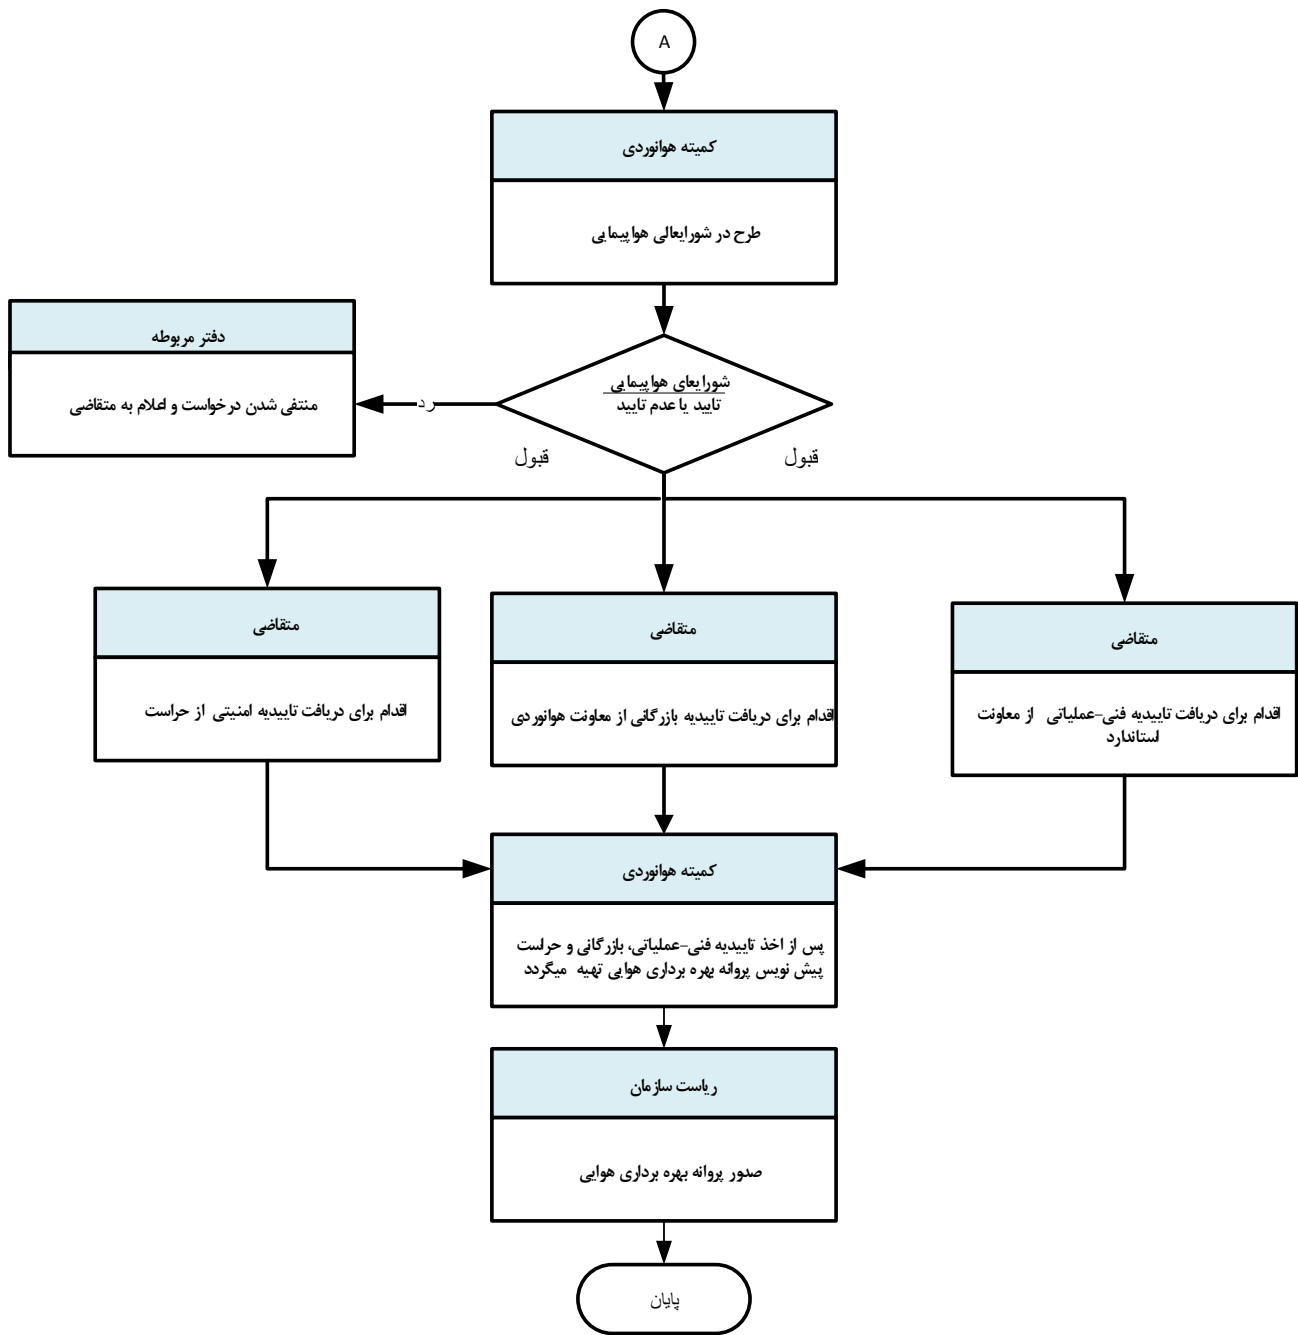 A
کمیته هوانوردی
طرح در شورایعالی هواپیمایی
دفتر مربوطه
منتفی شدن درخواست و اعلام به متقاضی
رد
شورایعای هواپیمایی
تایید یا عدم تایید
قبول
قبول
متقاضی
اقدام برای دریافت تاییدیه فنی-عملیاتی از معاونت
استاندارد
متقاضی
اقدام برای دریافت تاییدیه بازرگانی از معاونت هوانوردی
متقاضی
اقدام برای دریافت تاییدیه امنیتی از حراست
کمیته هوانوردی
پس از اخذ تاییدیه فنی-عملیاتی، بازرگانی و حراست
پیش نویس پروانه بهره برداری هوایی تهیه میگردد
ریاست سازمان
صدور پروانه بهره برداری هوایی
پایان